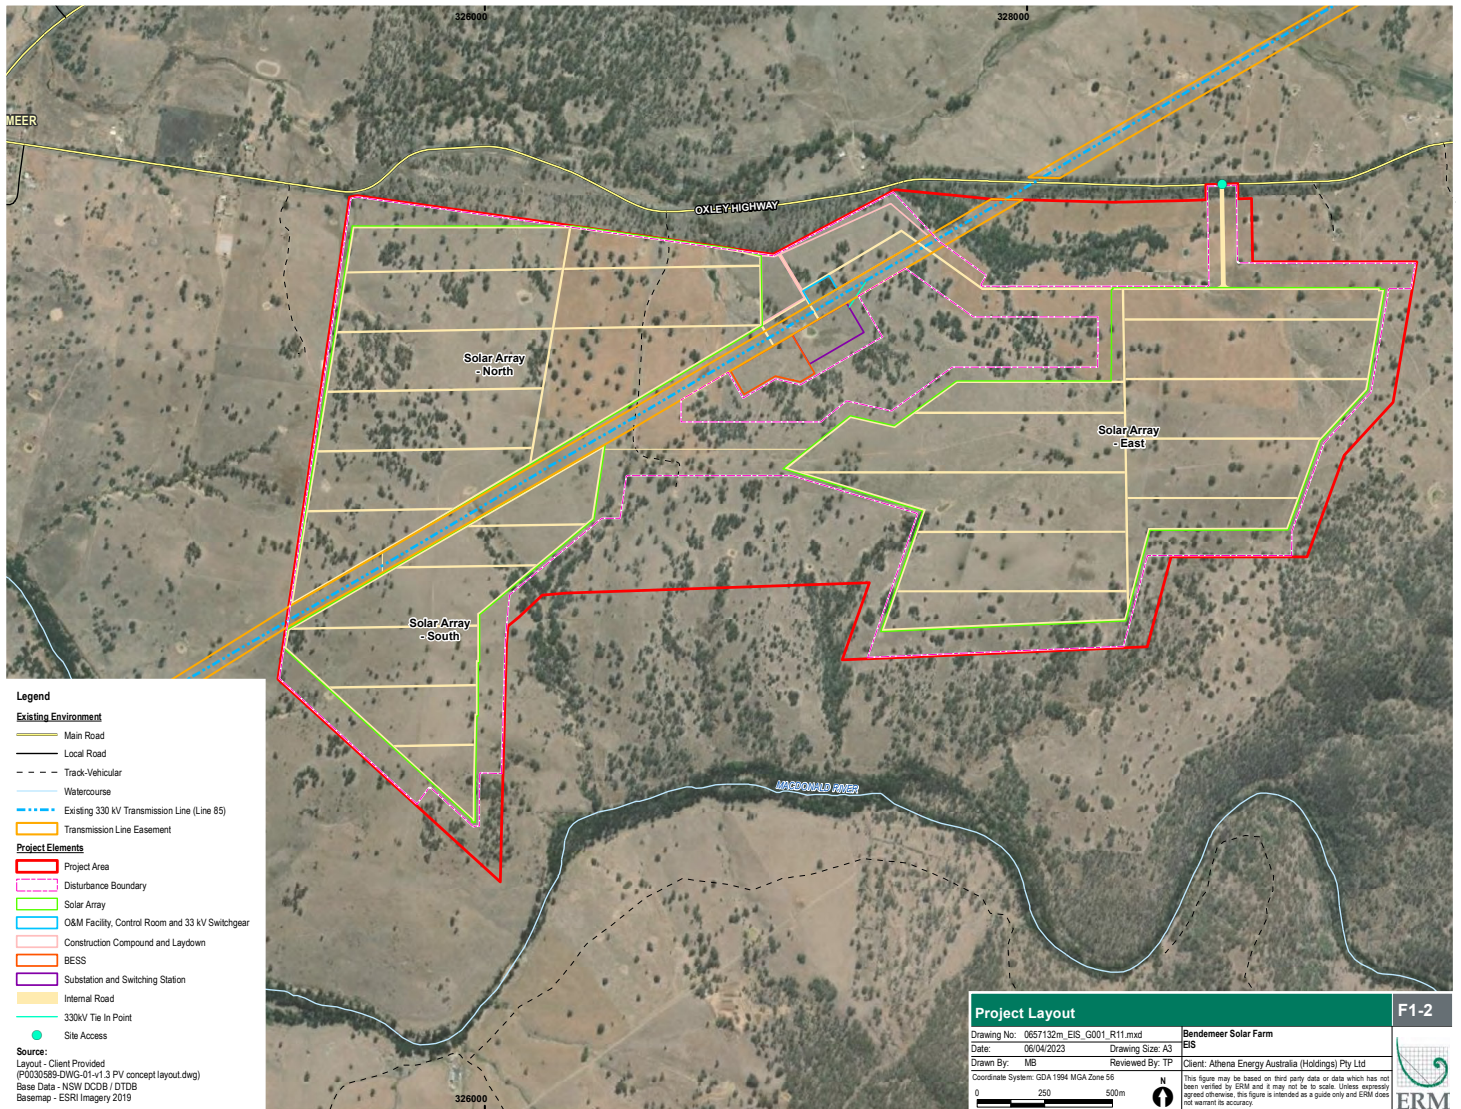 326000
328000
MEER
OXLEY HIGHWAY
Solar Array
- North
Solar Array
- East
Solar Array
- South
MACDONALD RIVER
Legend
Existing Environment
Main Road
Local Road
Track-Vehicular
Watercourse
Existing 330 kV Transmission Line (Line 85)
Transmission Line Easement
Project Elements
Project Area
Disturbance Boundary
Solar Array
O&M Facility, Control Room and 33 kV Switchgear
Construction Compound and Laydown
BESS
Substation and Switching Station
Internal Road
330kV Tie In Point
Site Access
Source:
Layout - Client Provided
(P0030589-DWG-01-v1.3 PV concept layout.dwg)
Base Data - NSW DCDB / DTDB
Basemap - ESRI Imagery 2019
326000
Project Layout
F1-2
Drawing No: 0657132m_EIS_G001_R11.mxd
Date: 06/04/2023 Drawing Size: A3
Drawn By: MB Reviewed By: TP
Coordinate System: GDA 1994 MGA Zone 56
N
0 250 500m
Bendemeer Solar Farm
EIS
Client: Athena Energy Australia (Holdings) Pty Ltd
This figure may be based on third party data or data which has not
been verified by ERM and it may not be to scale. Unless expressly
agreed otherwise, this figure is intended as a guide only and ERM does
not warrant its accuracy.
ERM